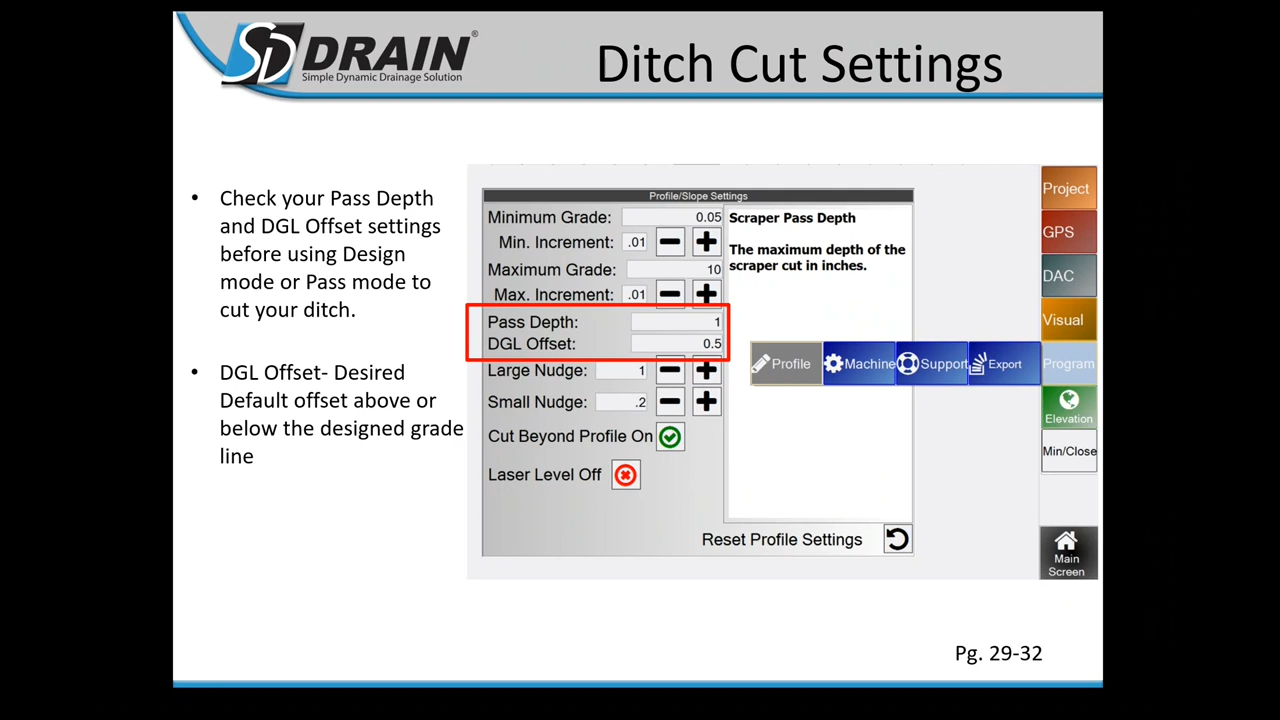 SD DRAIN®
Simple Dynamic Drainage Solution
Ditch Cut Settings
• Check your Pass Depth
and DGL Offset settings
before using Design
mode or Pass mode to
cut your ditch.
• DGL Offset- Desired
Default offset above or
below the designed grade
line
Profile/Slope Settings
Minimum Grade: 0.05
Min. Increment: .01
Maximum Grade: 10
Max. Increment: .01
Pass Depth: 1
DGL Offset: 0.5
Large Nudge: 1
Small Nudge: .2
Cut Beyond Profile On
Laser Level Off
Scraper Pass Depth
The maximum depth of the
scraper cut in inches.
Reset Profile Settings
Profile Machine Support Export
Project
GPS
DAC
Visual
Program
Elevation
Min/Close
Main
Screen
Pg. 29-32